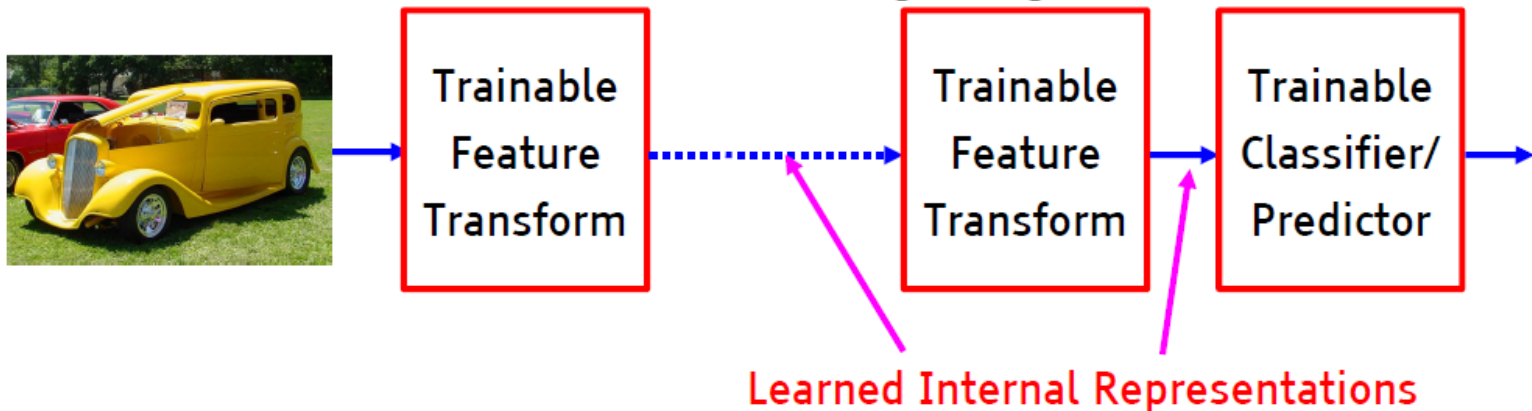 Trainable
Feature
Transform
Trainable
Feature
Transform
Trainable
Classifier/
Predictor
Learned Internal Representations